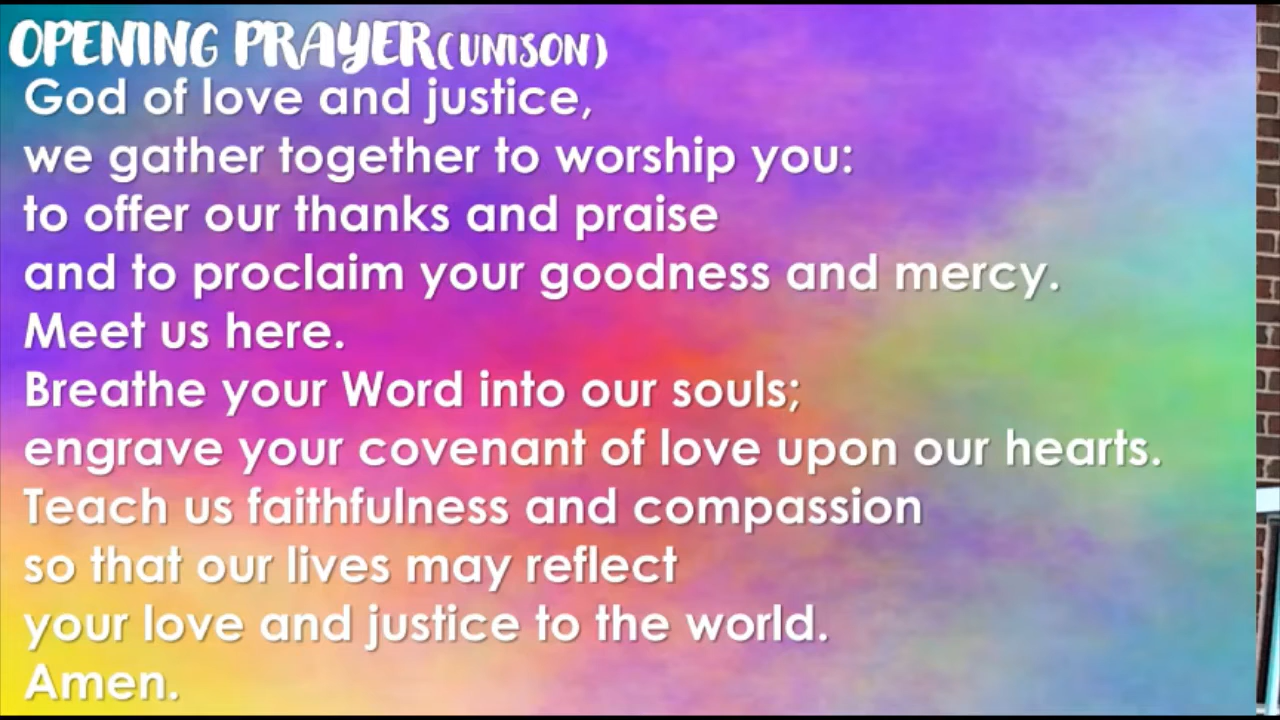 OPENING PRAYER(UNISON)
God of love and justice,
we gather together to worship you:
to offer our thanks and praise
and to proclaim your goodness and mercy.
Meet us here.
Breathe your Word into our souls;
engrave your covenant of love upon our hearts.
Teach us faithfulness and compassion
so that our lives may reflect
your love and justice to the world.
Amen.